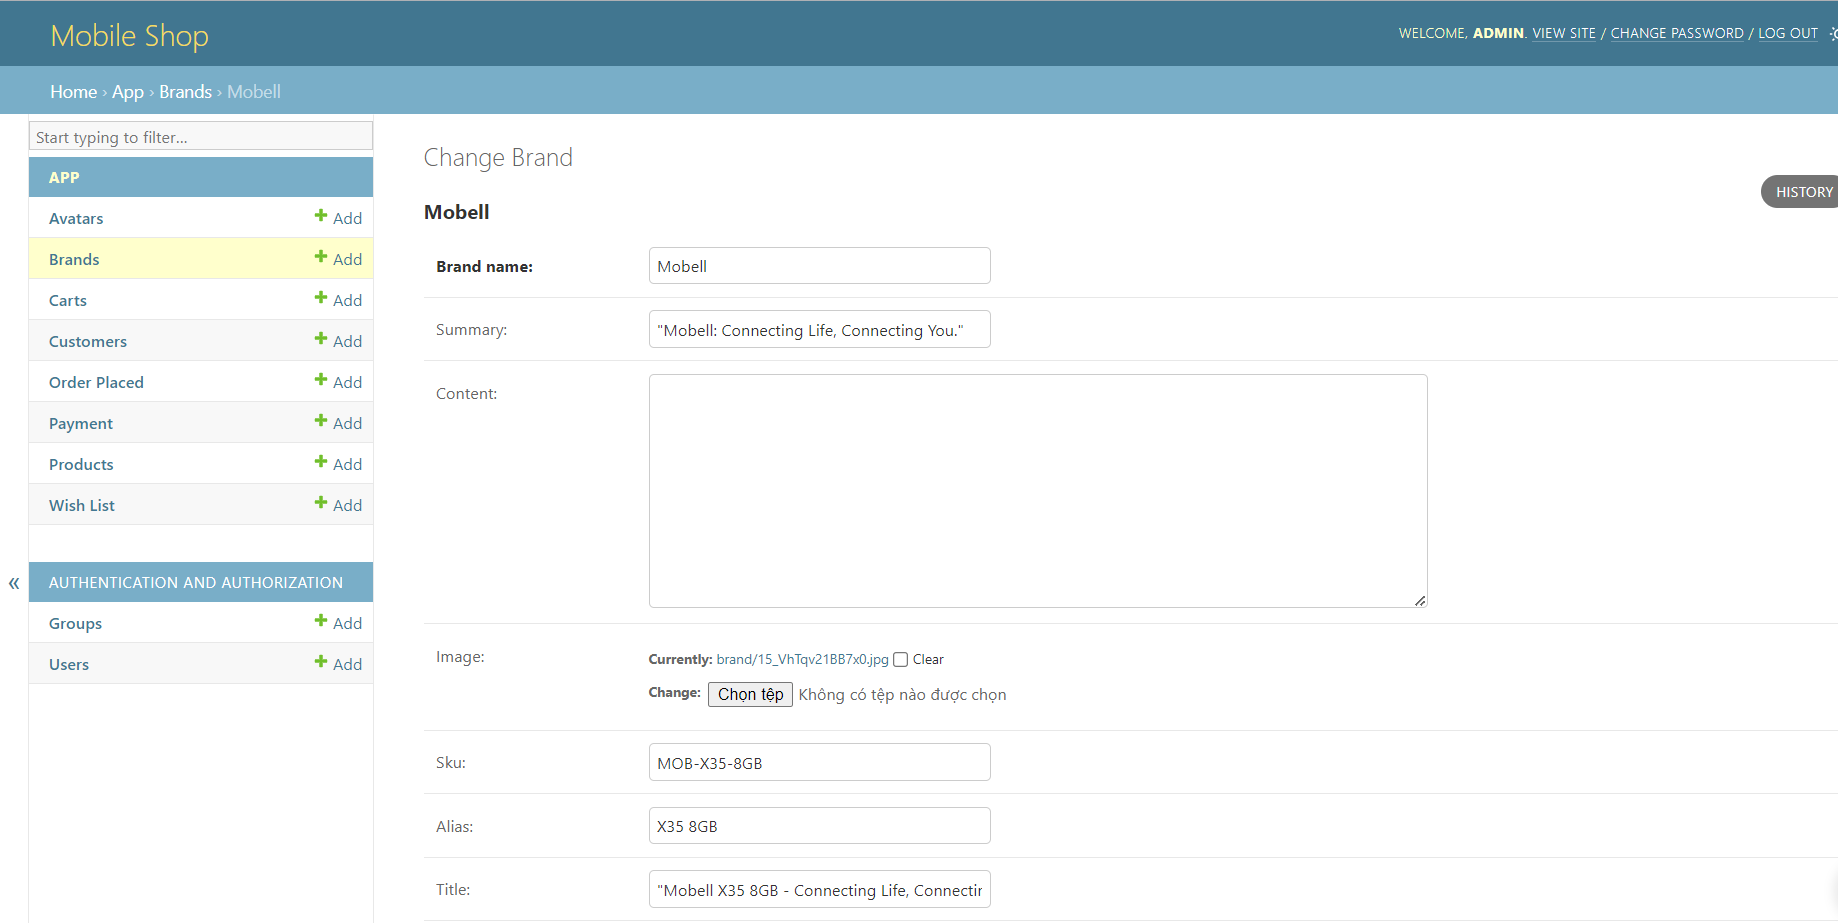 Mobile Shop
WELCOME, ADMIN. VIEW SITE / CHANGE PASSWORD / LOG OUT
Home › App › Brands › Mobell
Start typing to filter...
APP
Avatars + Add
Brands + Add
Carts + Add
Customers + Add
Order Placed + Add
Payment + Add
Products + Add
Wish List + Add
«
AUTHENTICATION AND AUTHORIZATION
Groups + Add
Users + Add
Change Brand
HISTORY
Mobell
Brand name: Mobell
Summary: "Mobell: Connecting Life, Connecting You."
Content:
Image: Currently: brand/15_VhTqv21BB7x0.jpg Clear
Change: Chọn tệp Không có tệp nào được chọn
Sku: MOB-X35-8GB
Alias: X35 8GB
Title: "Mobell X35 8GB - Connecting Life, Connectin